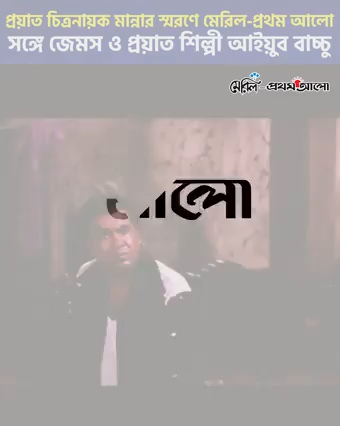 প্রয়াত চিত্রনায়ক মান্নার স্মরণে মেরিল-প্রথম আলো
সঙ্গে জেমস ও প্রয়াত শিল্পী আইয়ুব বাচ্চু
মেরিল-প্রথম আলো